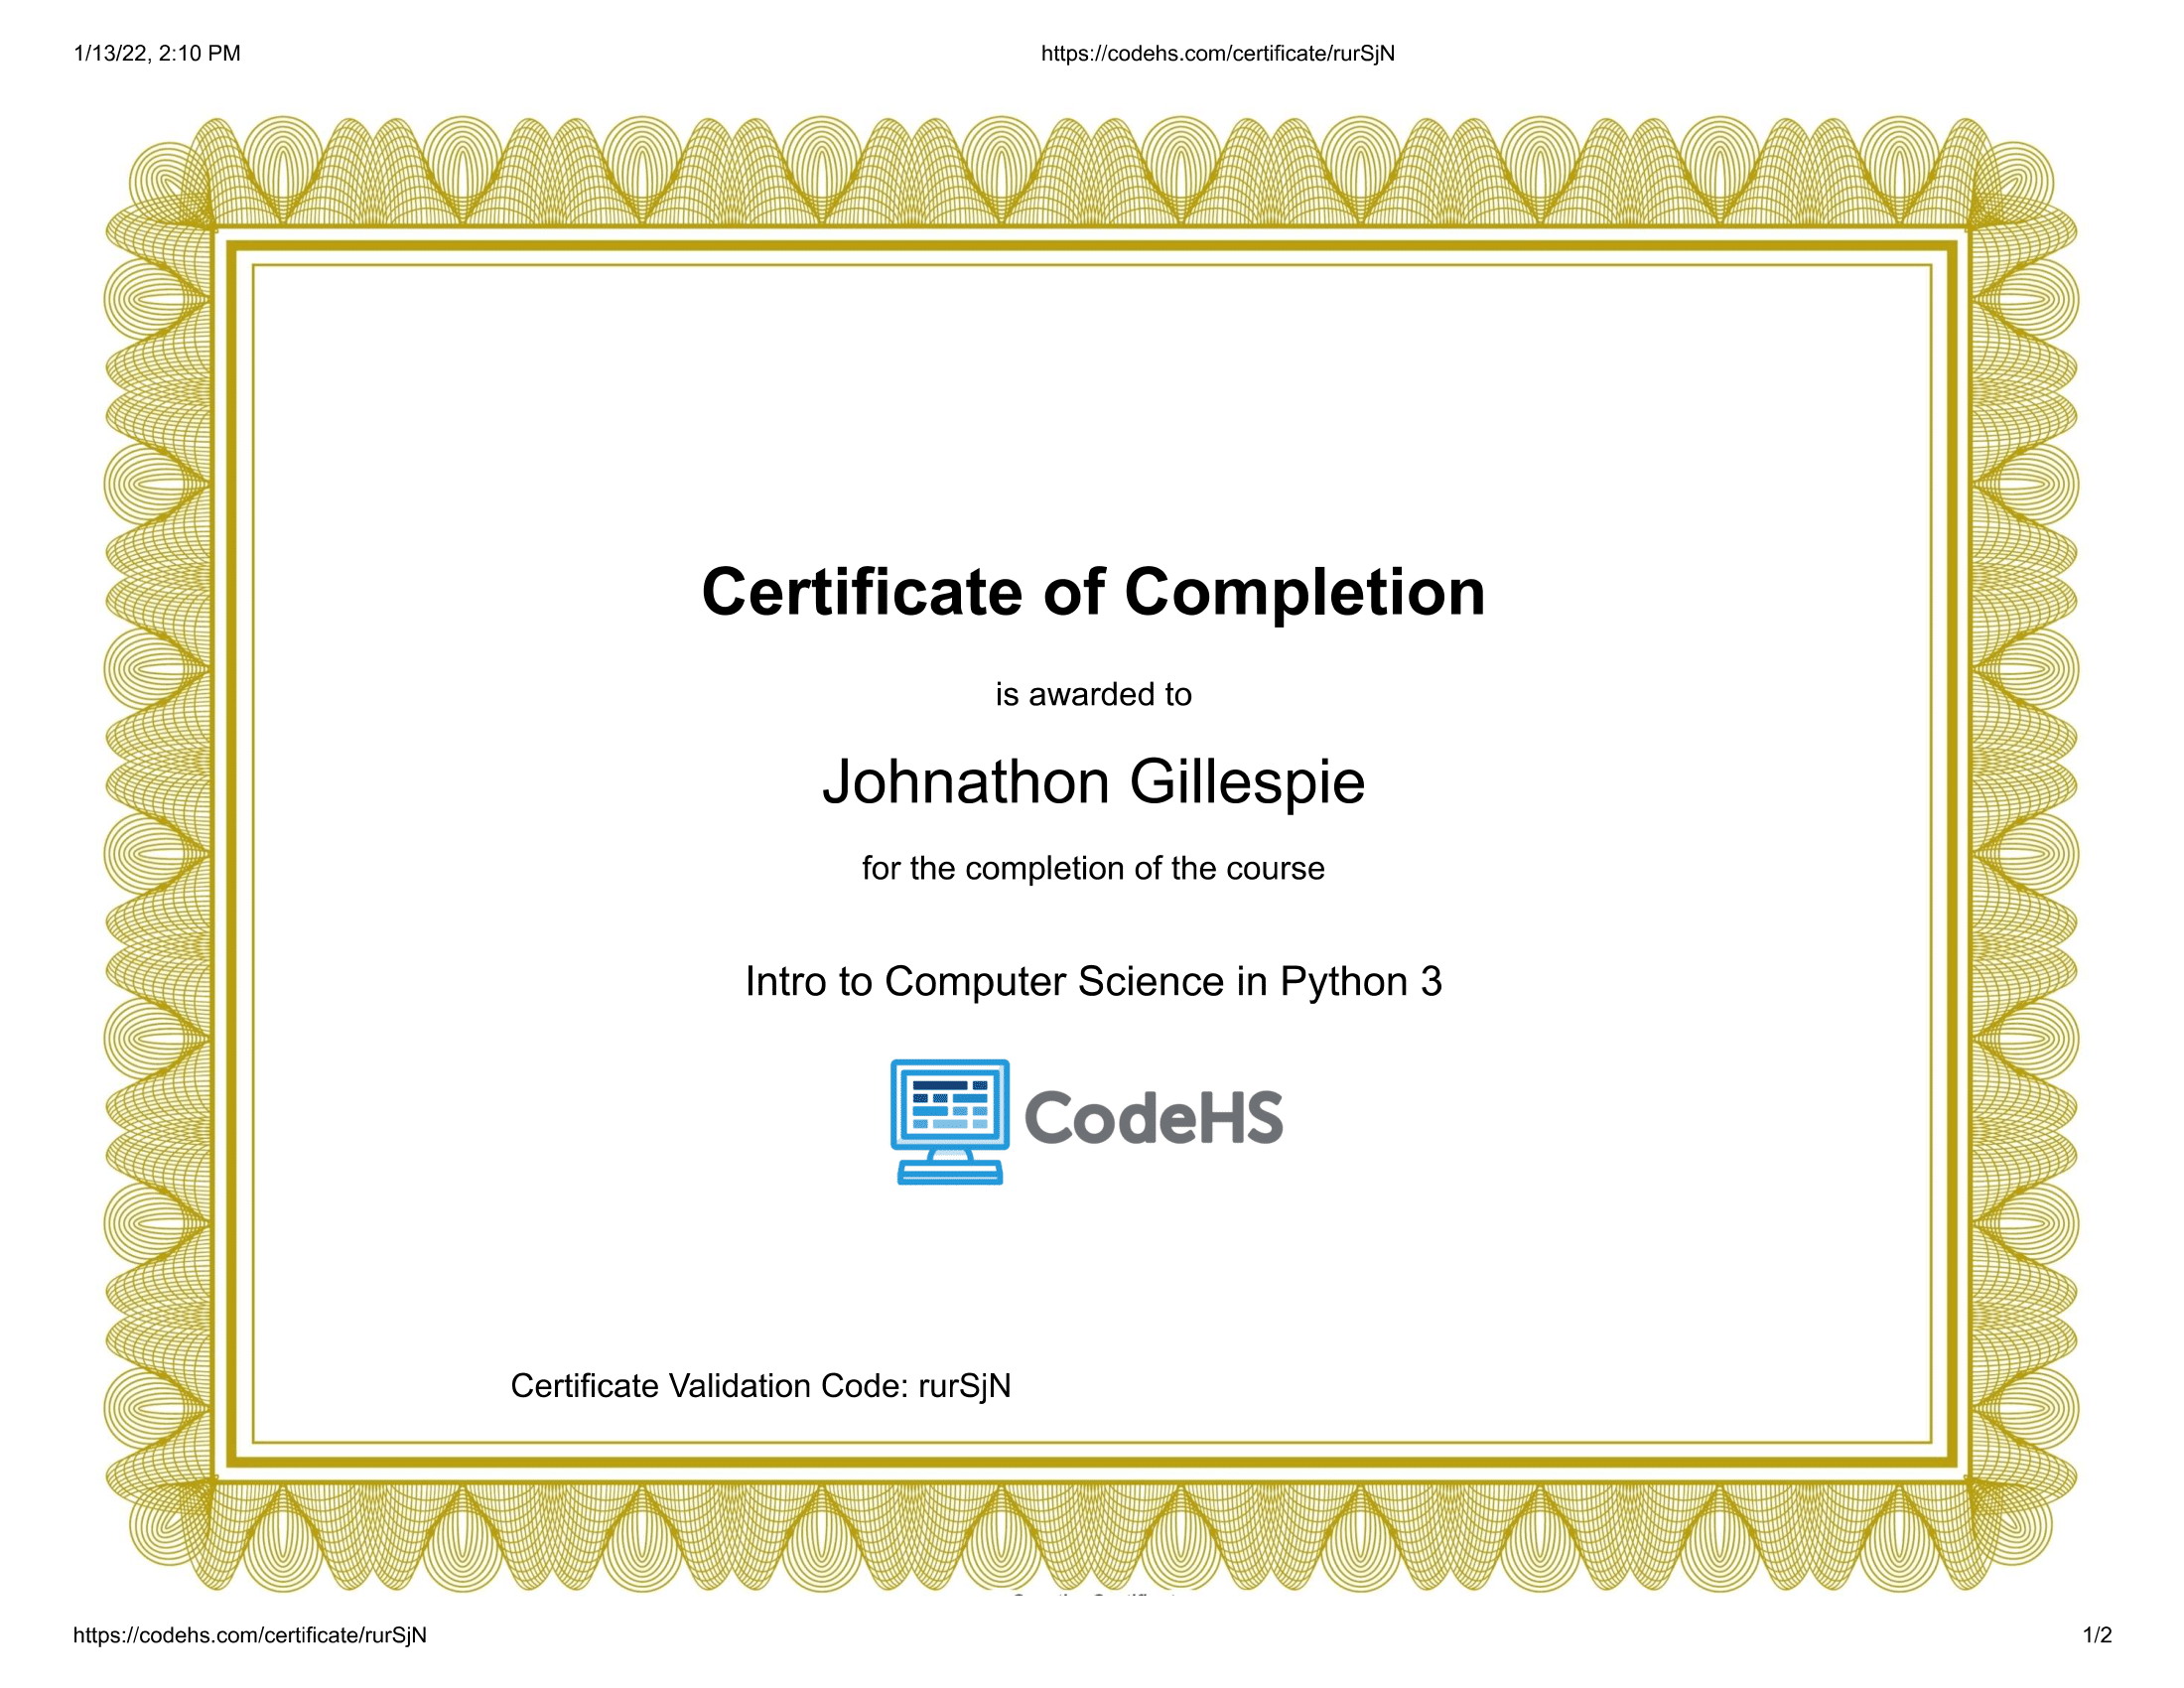 1/13/22, 2:10 PM
https://codehs.com/certificate/rurSjN
Certificate of Completion
is awarded to
Johnathon Gillespie
for the completion of the course
Intro to Computer Science in Python 3
CodeHS
Certificate Validation Code: rurSjN
https://codehs.com/certificate/rurSjN
1/2